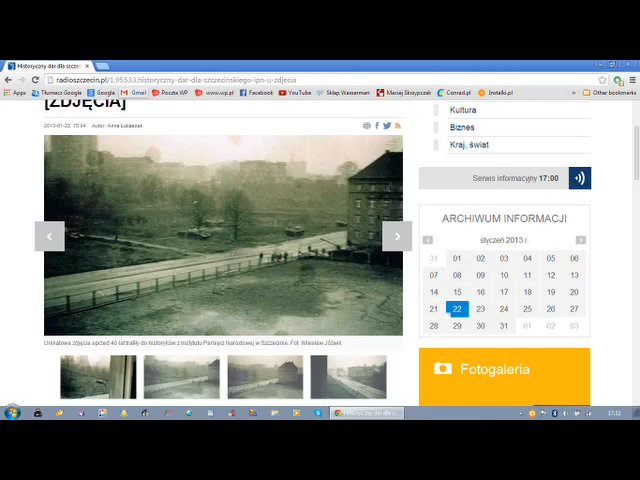 Historyczny dar dla szczeci
radioszczecin.pl/1,95533,historyczny-dar-dla-szczecinskiego-ipn-u-zdjecia
Apps
Tłumacz Google
Google
Gmail
Poczta WP
www.wp.pl
Facebook
YouTube
Sklep Wasserman
Maciej Skrzypczak
Conrad.pl
Instalki.pl
Other bookmarks
[ZDJĘCIA]
2013-01-22, 15:34 Autor: Anna Łukaszek
Kultura
Biznes
Kraj, świat
Serwis informacyjny 17:00
ARCHIWUM INFORMACJI
styczeń 2013 r.
31 01 02 03 04 05 06
07 08 09 10 11 12 13
14 15 16 17 18 19 20
21 22 23 24 25 26 27
28 29 30 31 01 02 03
Unikatowe zdjęcia sprzed 40 lat trafiły do historyków z Instytutu Pamięci Narodowej w Szczecinie. Fot. Wiesław Jóźwik
Fotogaleria
Historyczny dar dla s...